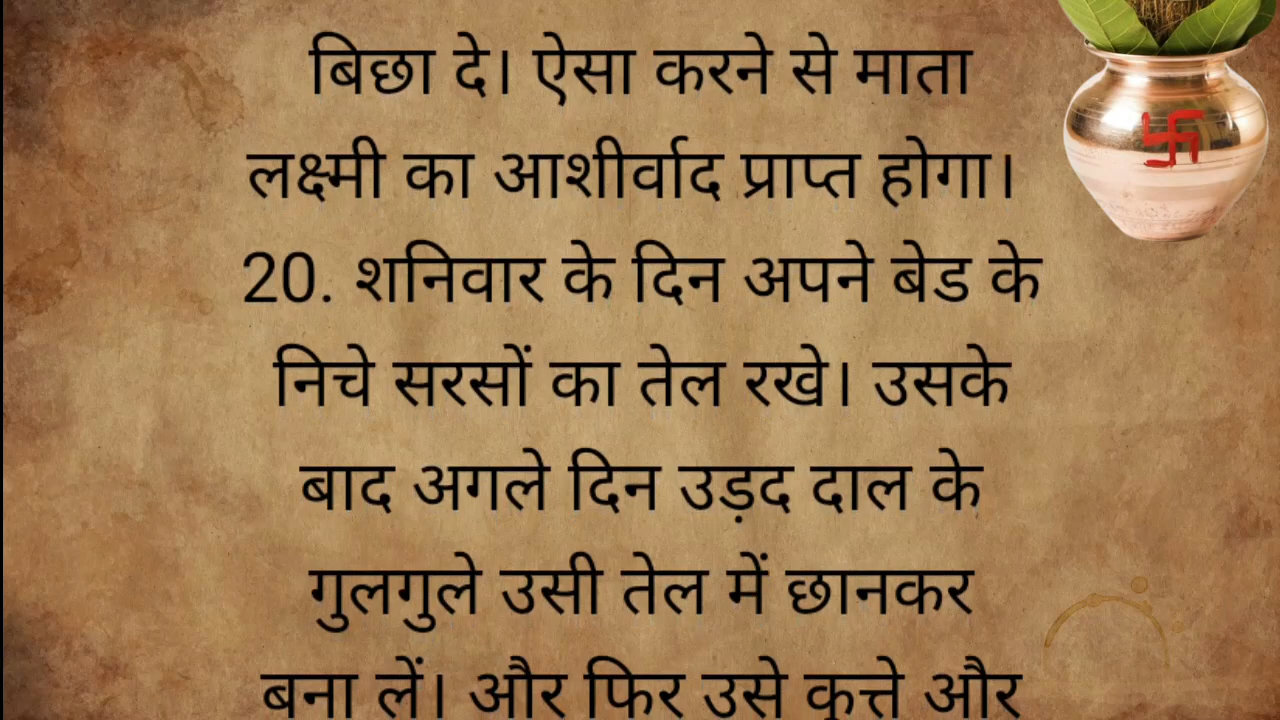 बिछा दे। ऐसा करने से माता
लक्ष्मी का आशीर्वाद प्राप्त होगा।
20. शनिवार के दिन अपने बेड के
निचे सरसों का तेल रखे। उसके
बाद अगले दिन उड़द दाल के
गुलगुले उसी तेल में छानकर
बना लें। और फिर उसे कुत्ते और